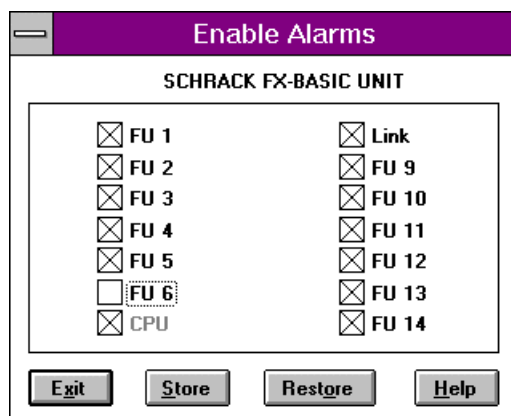 Enable Alarms
SCHRACK FX-BASIC UNIT
FU 1
FU 2
FU 3
FU 4
FU 5
FU 6
CPU
Link
FU 9
FU 10
FU 11
FU 12
FU 13
FU 14
Exit Store Restore Help